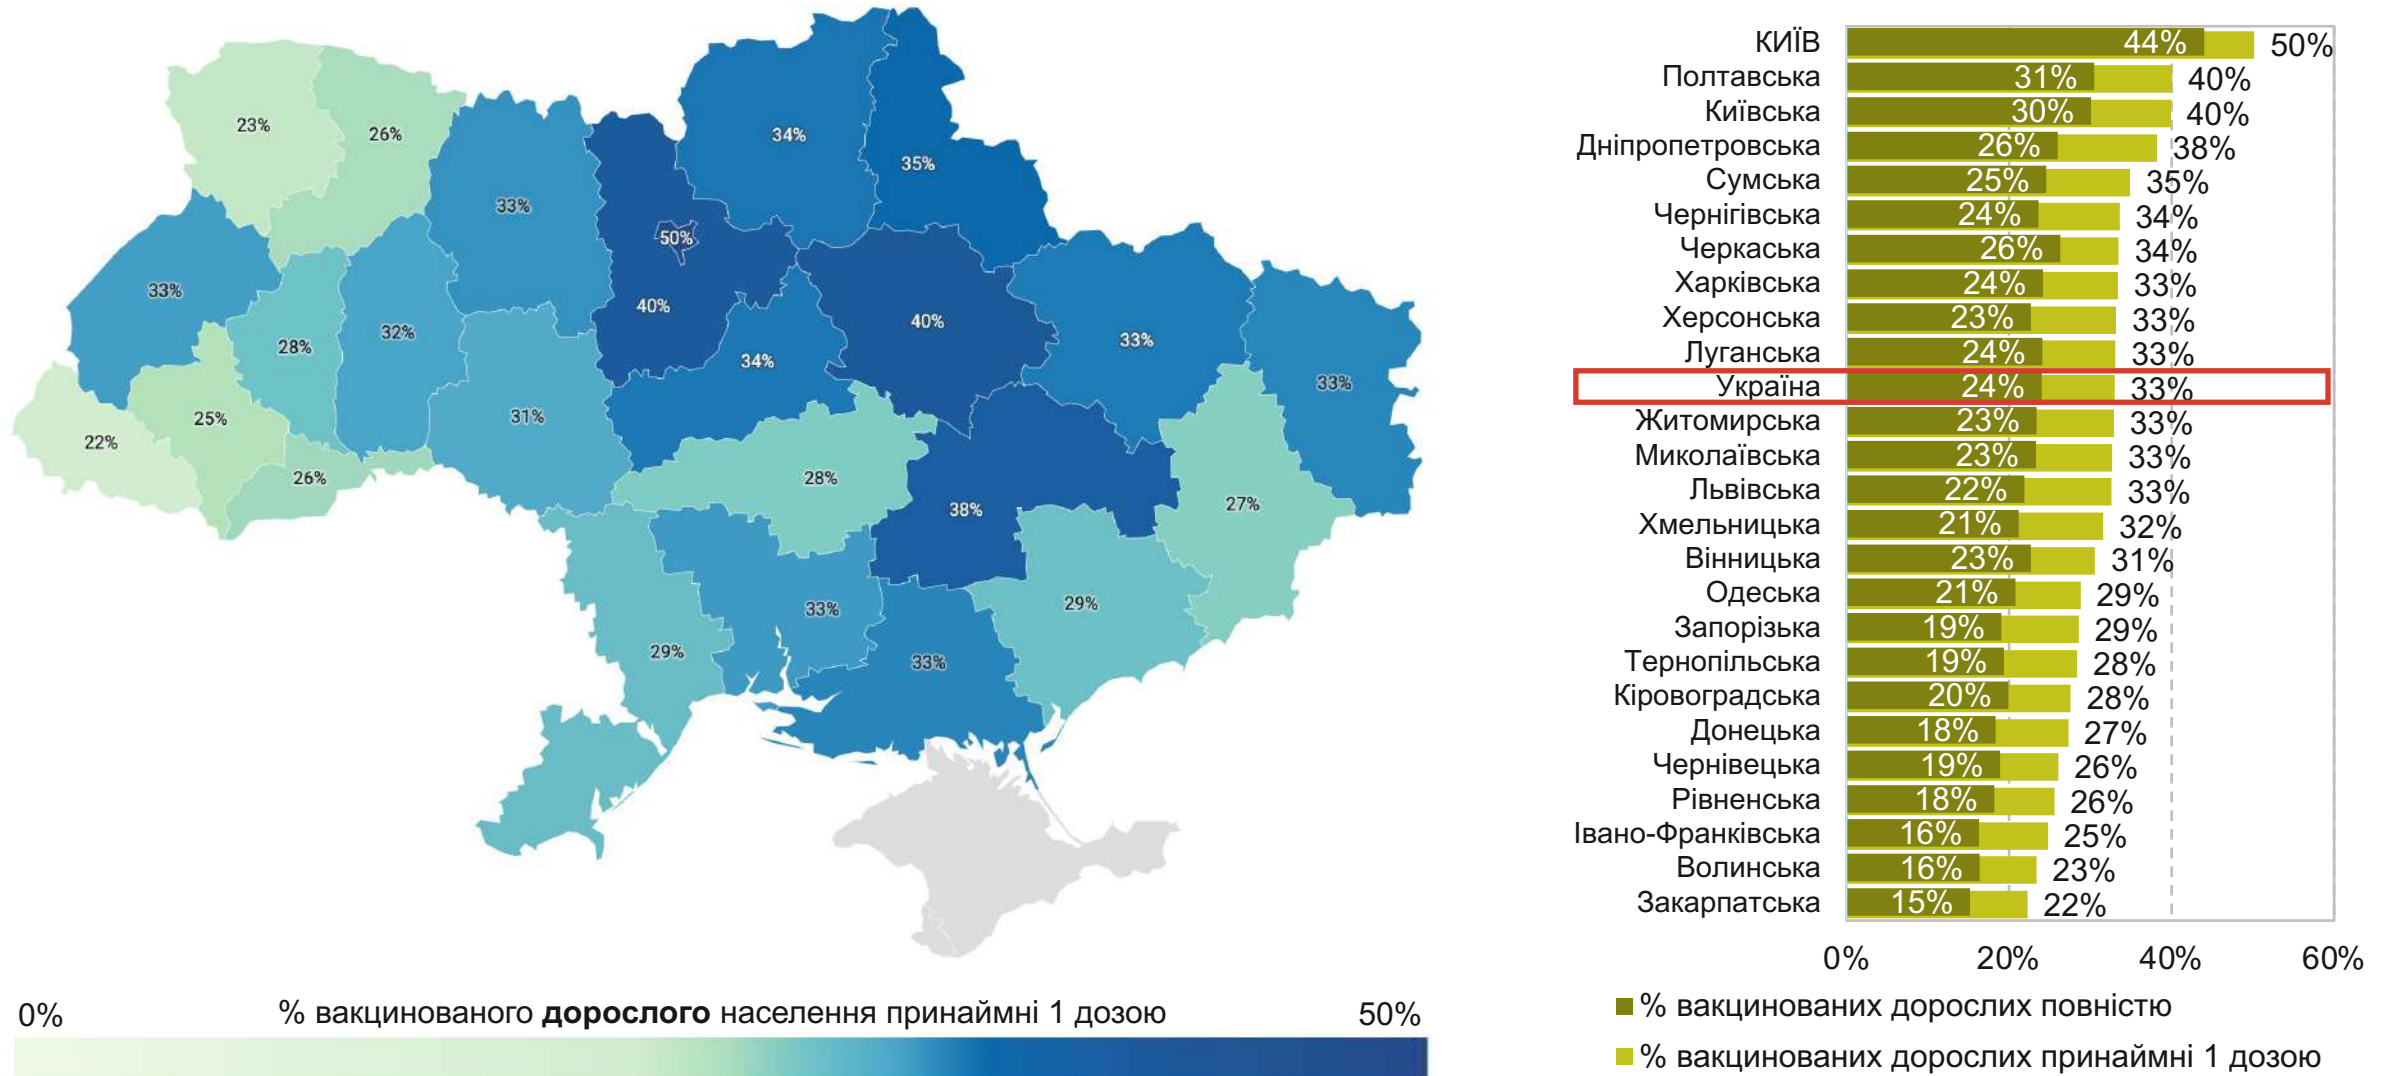 23%
26%
34%
35%
33%
50%
33%
40%
40%
33%
28%
32%
34%
33%
25%
31%
22%
26%
28%
38%
27%
29%
33%
29%
33%
0%
% вакцинованого дорослого населення принаймні 1 дозою
50%
КИЇВ 44% 50%
Полтавська 31% 40%
Київська 30% 40%
Дніпропетровська 26% 38%
Сумська 25% 35%
Чернігівська 24% 34%
Черкаська 26% 34%
Харківська 24% 33%
Херсонська 23% 33%
Луганська 24% 33%
Україна 24% 33%
Житомирська 23% 33%
Миколаївська 23% 33%
Львівська 22% 33%
Хмельницька 21% 32%
Вінницька 23% 31%
Одеська 21% 29%
Запорізька 19% 29%
Тернопільська 19% 28%
Кіровоградська 20% 28%
Донецька 18% 27%
Чернівецька 19% 26%
Рівненська 18% 26%
Івано-Франківська 16% 25%
Волинська 16% 23%
Закарпатська 15% 22%
0% 20% 40% 60%
% вакцинованих дорослих повністю
% вакцинованих дорослих принаймні 1 дозою